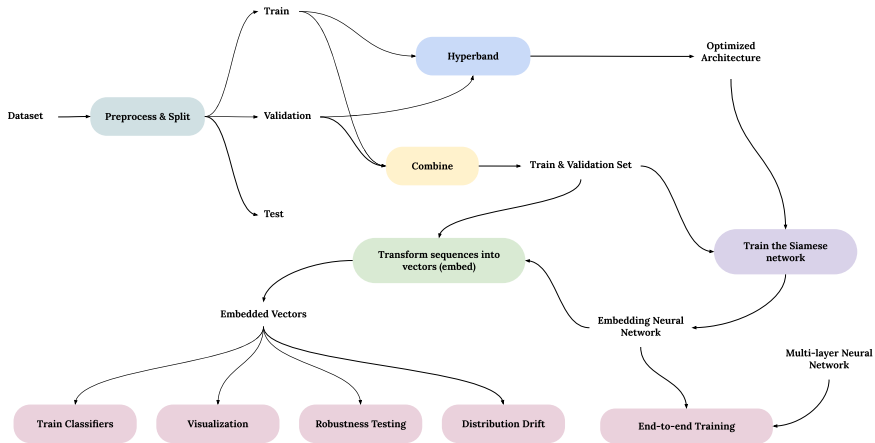 Train
Hyperband
Optimized
Architecture
Dataset
Preprocess & Split
Validation
Combine
Train & Validation Set
Test
Transform sequences into
vectors (embed)
Train the Siamese
network
Embedded Vectors
Embedding Neural
Network
Multi-layer Neural
Network
Train Classifiers
Visualization
Robustness Testing
Distribution Drift
End-to-end Training